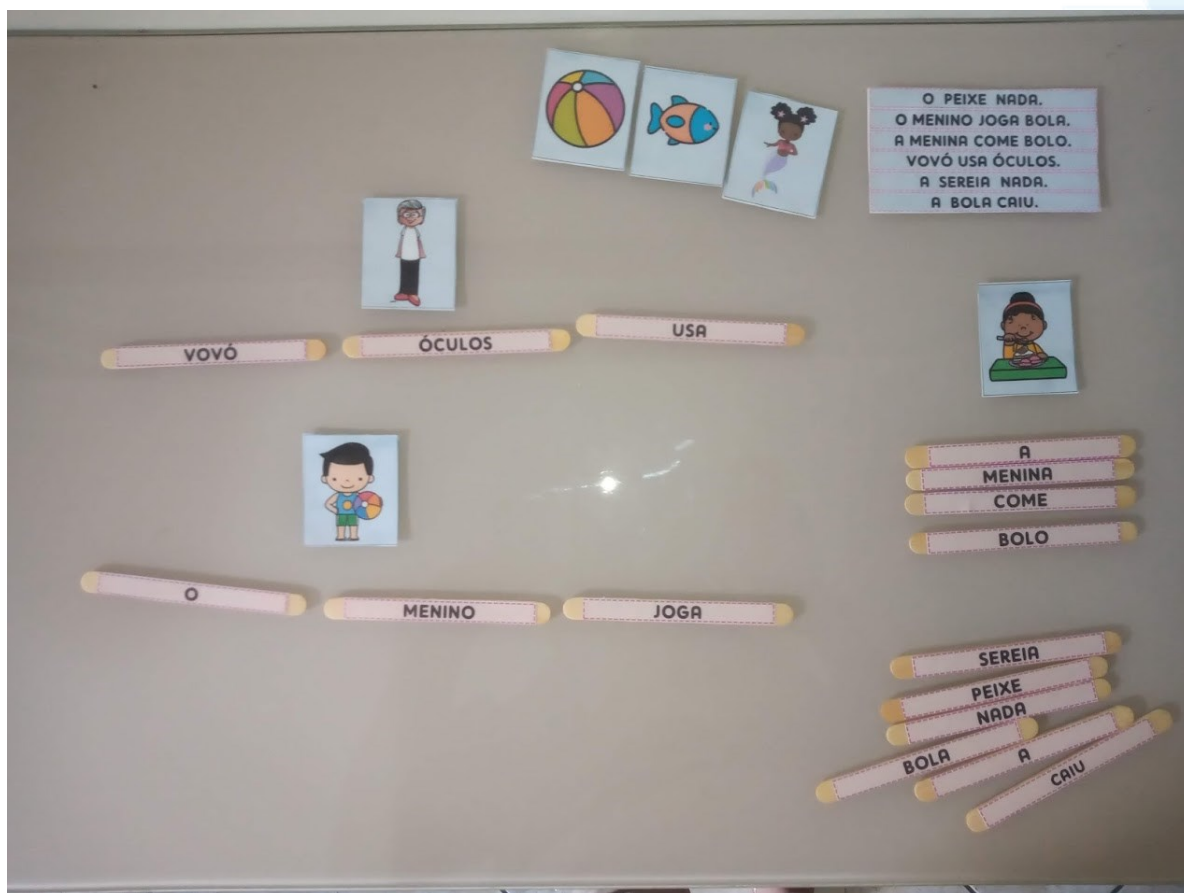 O PEIXE NADA.
O MENINO JOGA BOLA.
A MENINA COME BOLO.
VOVÓ USA ÓCULOS.
A SEREIA NADA.
A BOLA CAIU.
VOVÓ ÓCULOS USA
O MENINO JOGA
A
MENINA
COME
BOLO
SEREIA
PEIXE
NADA
BOLA
A
CAIU